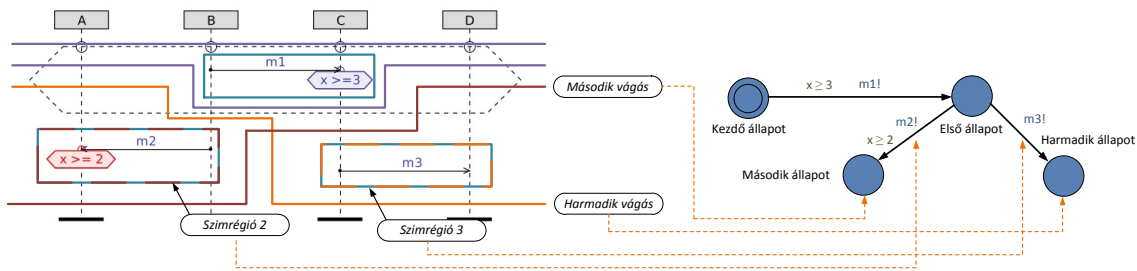 A
B
C
D
m1
x >=3
m2
x >= 2
m3
Szimrégió 2
Szimrégió 3
Második vágás
Harmadik vágás
x ≥ 3
m1!
Kezdő állapot
Első állapot
m2!
x ≥ 2
m3!
Harmadik állapot
Második állapot